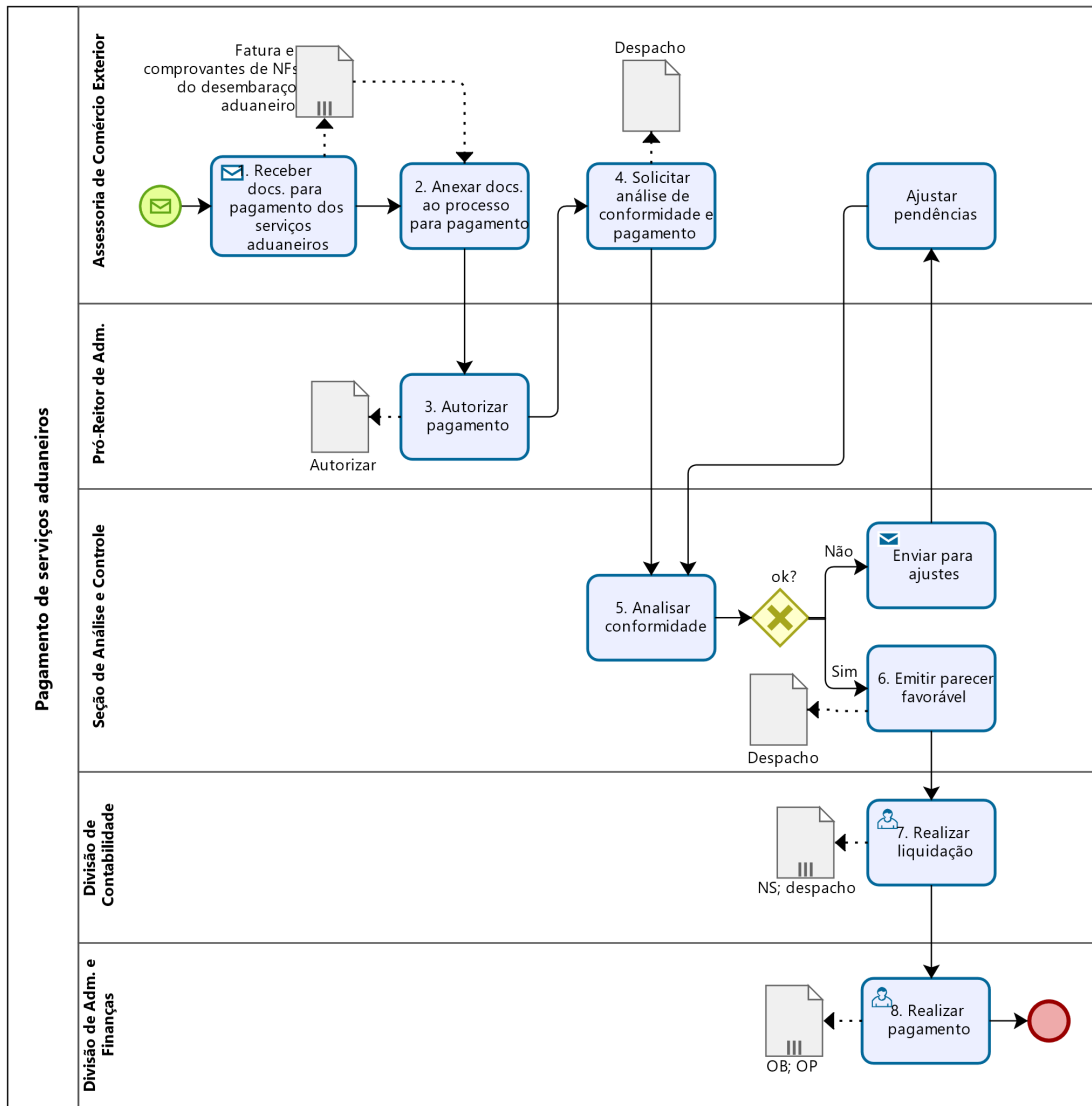 Pagamento de serviços aduaneiros
Assessoria de Comércio Exterior
Fatura e
comprovantes de NFs
do desembaraço
aduaneiro
Despacho
1. Receber
docs. para
pagamento dos
serviços
aduaneiros
2. Anexar docs.
ao processo
para pagamento
4. Solicitar
análise de
conformidade e
pagamento
Ajustar
pendências
Pró-Reitor de Adm.
3. Autorizar
pagamento
Autorizar
Seção de Análise e Controle
5. Analisar
conformidade
ok?
Não
Enviar para
ajustes
Sim
6. Emitir parecer
favorável
Despacho
Divisão de
Contabilidade
7. Realizar
liquidação
NS; despacho
Divisão de Adm. e
Finanças
8. Realizar
pagamento
OB; OP